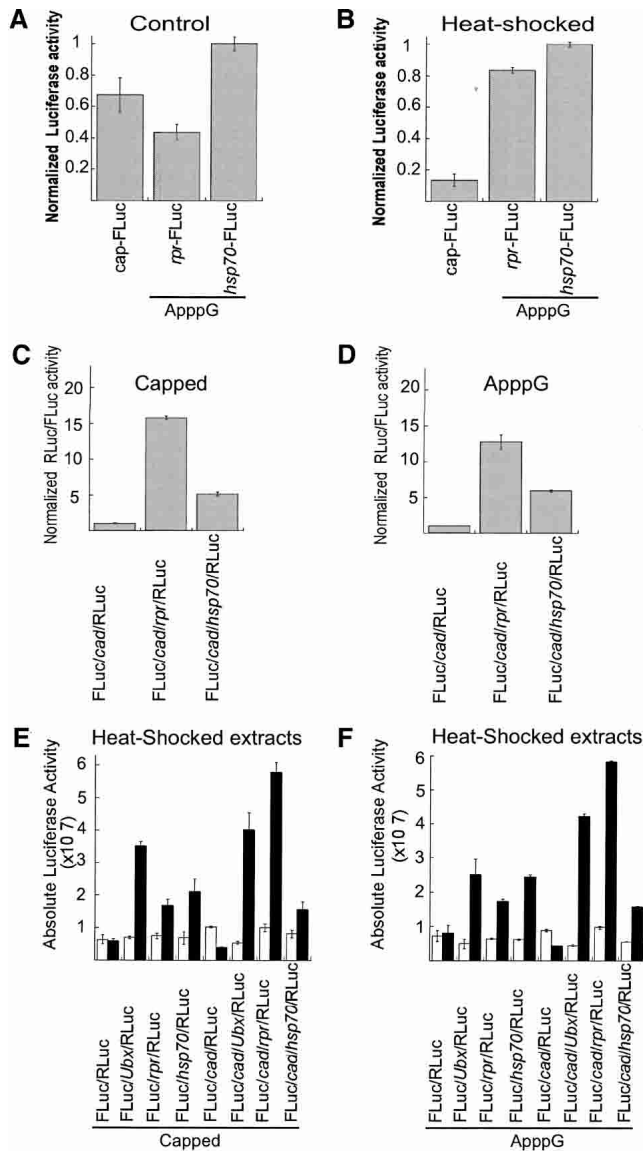 A
Control
Normalized Luciferase activity
1
0.8
0.6
0.4
0.2
cap-FLuc
rpr-FLuc
hsp70-FLuc
ApppG
B
Heat-shocked
Normalized Luciferase activity
1
0.8
0.6
0.4
0.2
cap-FLuc
rpr-FLuc
hsp70-FLuc
ApppG
C
Capped
Normalized RLuc/FLuc activity
20
15
10
5
FLuc/cad/RLuc
FLuc/cad/rpr/RLuc
FLuc/cad/hsp70/RLuc
D
ApppG
Normalized RLuc/FLuc activity
20
15
10
5
FLuc/cad/RLuc
FLuc/cad/rpr/RLuc
FLuc/cad/hsp70/RLuc
E
Heat-Shocked extracts
Absolute Luciferase Activity
(x10 7)
6
5
4
3
2
1
FLuc/RLuc
FLuc/Ubx/RLuc
FLuc/rpr/RLuc
FLuc/hsp70/RLuc
FLuc/cad/RLuc
FLuc/cad/Ubx/RLuc
FLuc/cad/rpr/RLuc
FLuc/cad/hsp70/RLuc
Capped
F
Heat-Shocked extracts
Absolute Luciferase Activity
(x10 7)
6
5
4
3
2
1
FLuc/RLuc
FLuc/Ubx/RLuc
FLuc/rpr/RLuc
FLuc/hsp70/RLuc
FLuc/cad/RLuc
FLuc/cad/Ubx/RLuc
FLuc/cad/rpr/RLuc
FLuc/cad/hsp70/RLuc
ApppG